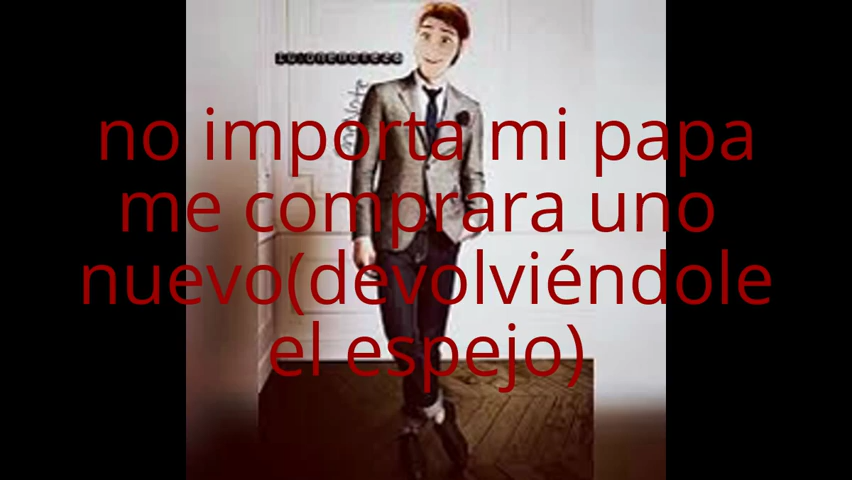 no importa mi papa
me comprara uno
nuevo(devolviéndole
el espejo)